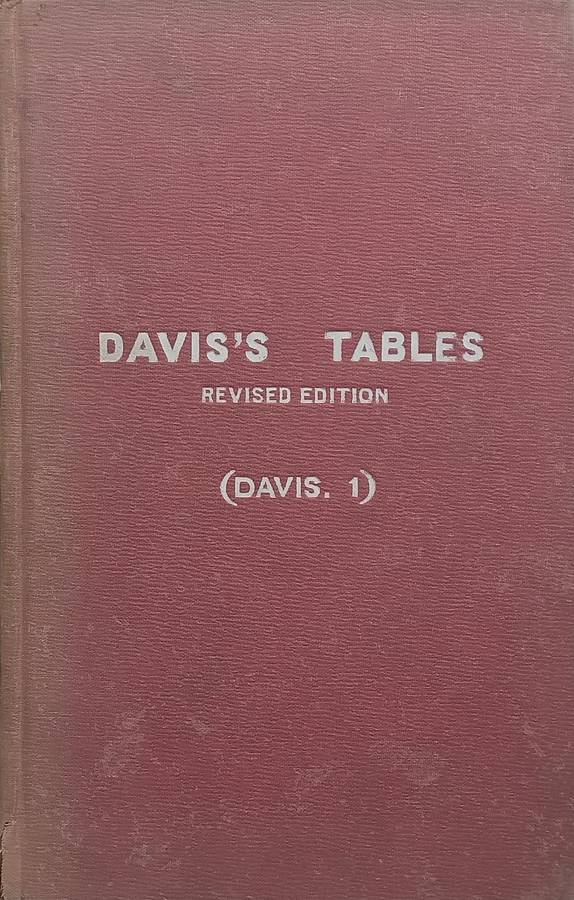 DAVIS'S TABLES
REVISED EDITION
(DAVIS. 1)